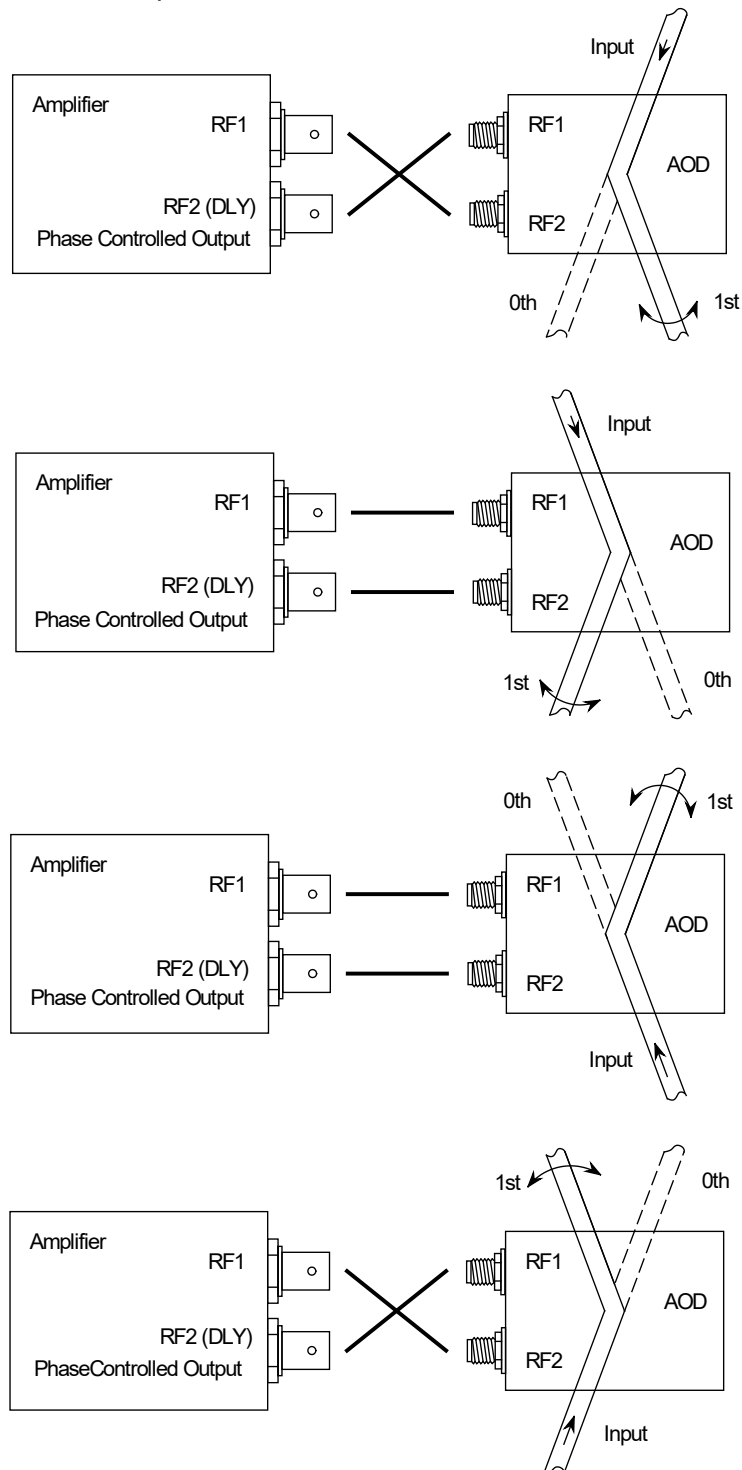 Input
Amplifier
RF1
RF1
AOD
RF2 (DLY)
RF2
Phase Controlled Output
0th
1st
Input
Amplifier
RF1
RF1
AOD
RF2 (DLY)
RF2
Phase Controlled Output
1st
0th
0th
1st
Amplifier
RF1
RF1
AOD
RF2 (DLY)
RF2
Phase Controlled Output
Input
1st
0th
Amplifier
RF1
RF1
AOD
RF2 (DLY)
RF2
PhaseControlled Output
Input